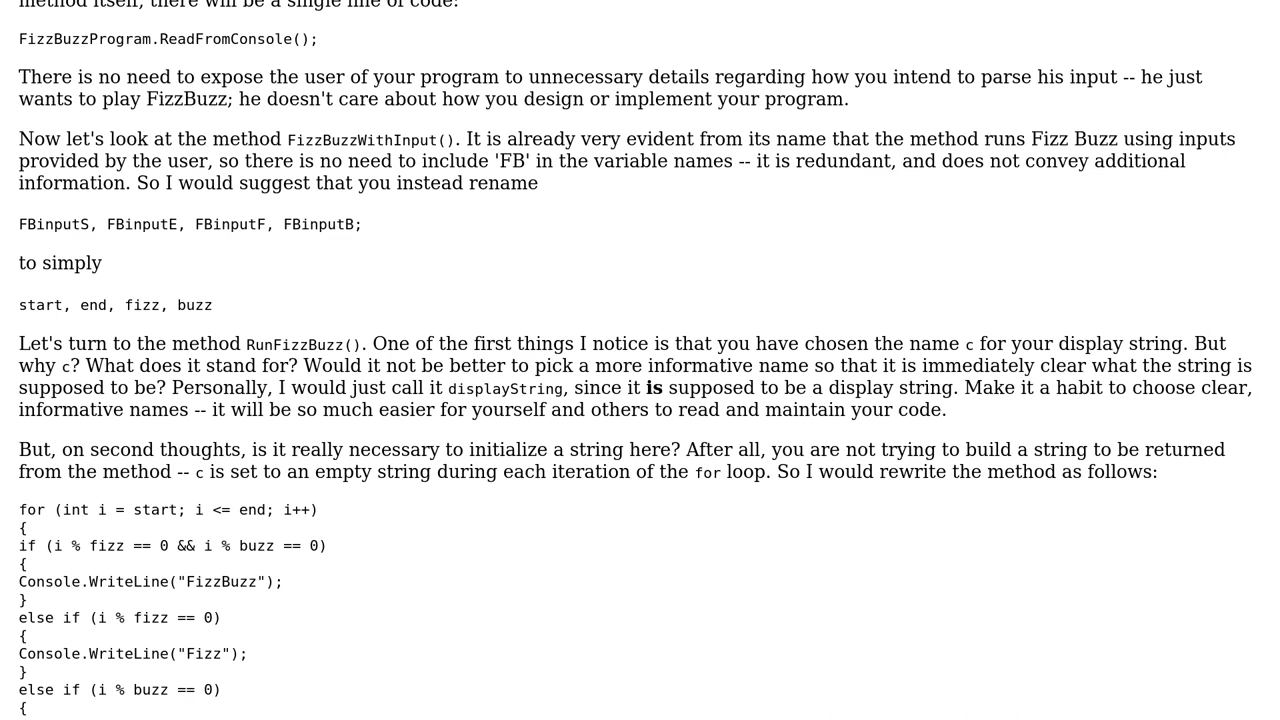 method itself, there will be a single line of code:
FizzBuzzProgram.ReadFromConsole();
There is no need to expose the user of your program to unnecessary details regarding how you intend to parse his input -- he just
wants to play FizzBuzz; he doesn't care about how you design or implement your program.
Now let's look at the method FizzBuzzWithInput(). It is already very evident from its name that the method runs Fizz Buzz using inputs
provided by the user, so there is no need to include 'FB' in the variable names -- it is redundant, and does not convey additional
information. So I would suggest that you instead rename
FBinputS, FBinputE, FBinputF, FBinputB;
to simply
start, end, fizz, buzz
Let's turn to the method RunFizzBuzz(). One of the first things I notice is that you have chosen the name c for your display string. But
why c? What does it stand for? Would it not be better to pick a more informative name so that it is immediately clear what the string is
supposed to be? Personally, I would just call it displayString, since it is supposed to be a display string. Make it a habit to choose clear,
informative names -- it will be so much easier for yourself and others to read and maintain your code.
But, on second thoughts, is it really necessary to initialize a string here? After all, you are not trying to build a string to be returned
from the method -- c is set to an empty string during each iteration of the for loop. So I would rewrite the method as follows:
for (int i = start; i <= end; i++)
{
if (i % fizz == 0 && i % buzz == 0)
{
Console.WriteLine("FizzBuzz");
}
else if (i % fizz == 0)
{
Console.WriteLine("Fizz");
}
else if (i % buzz == 0)
{